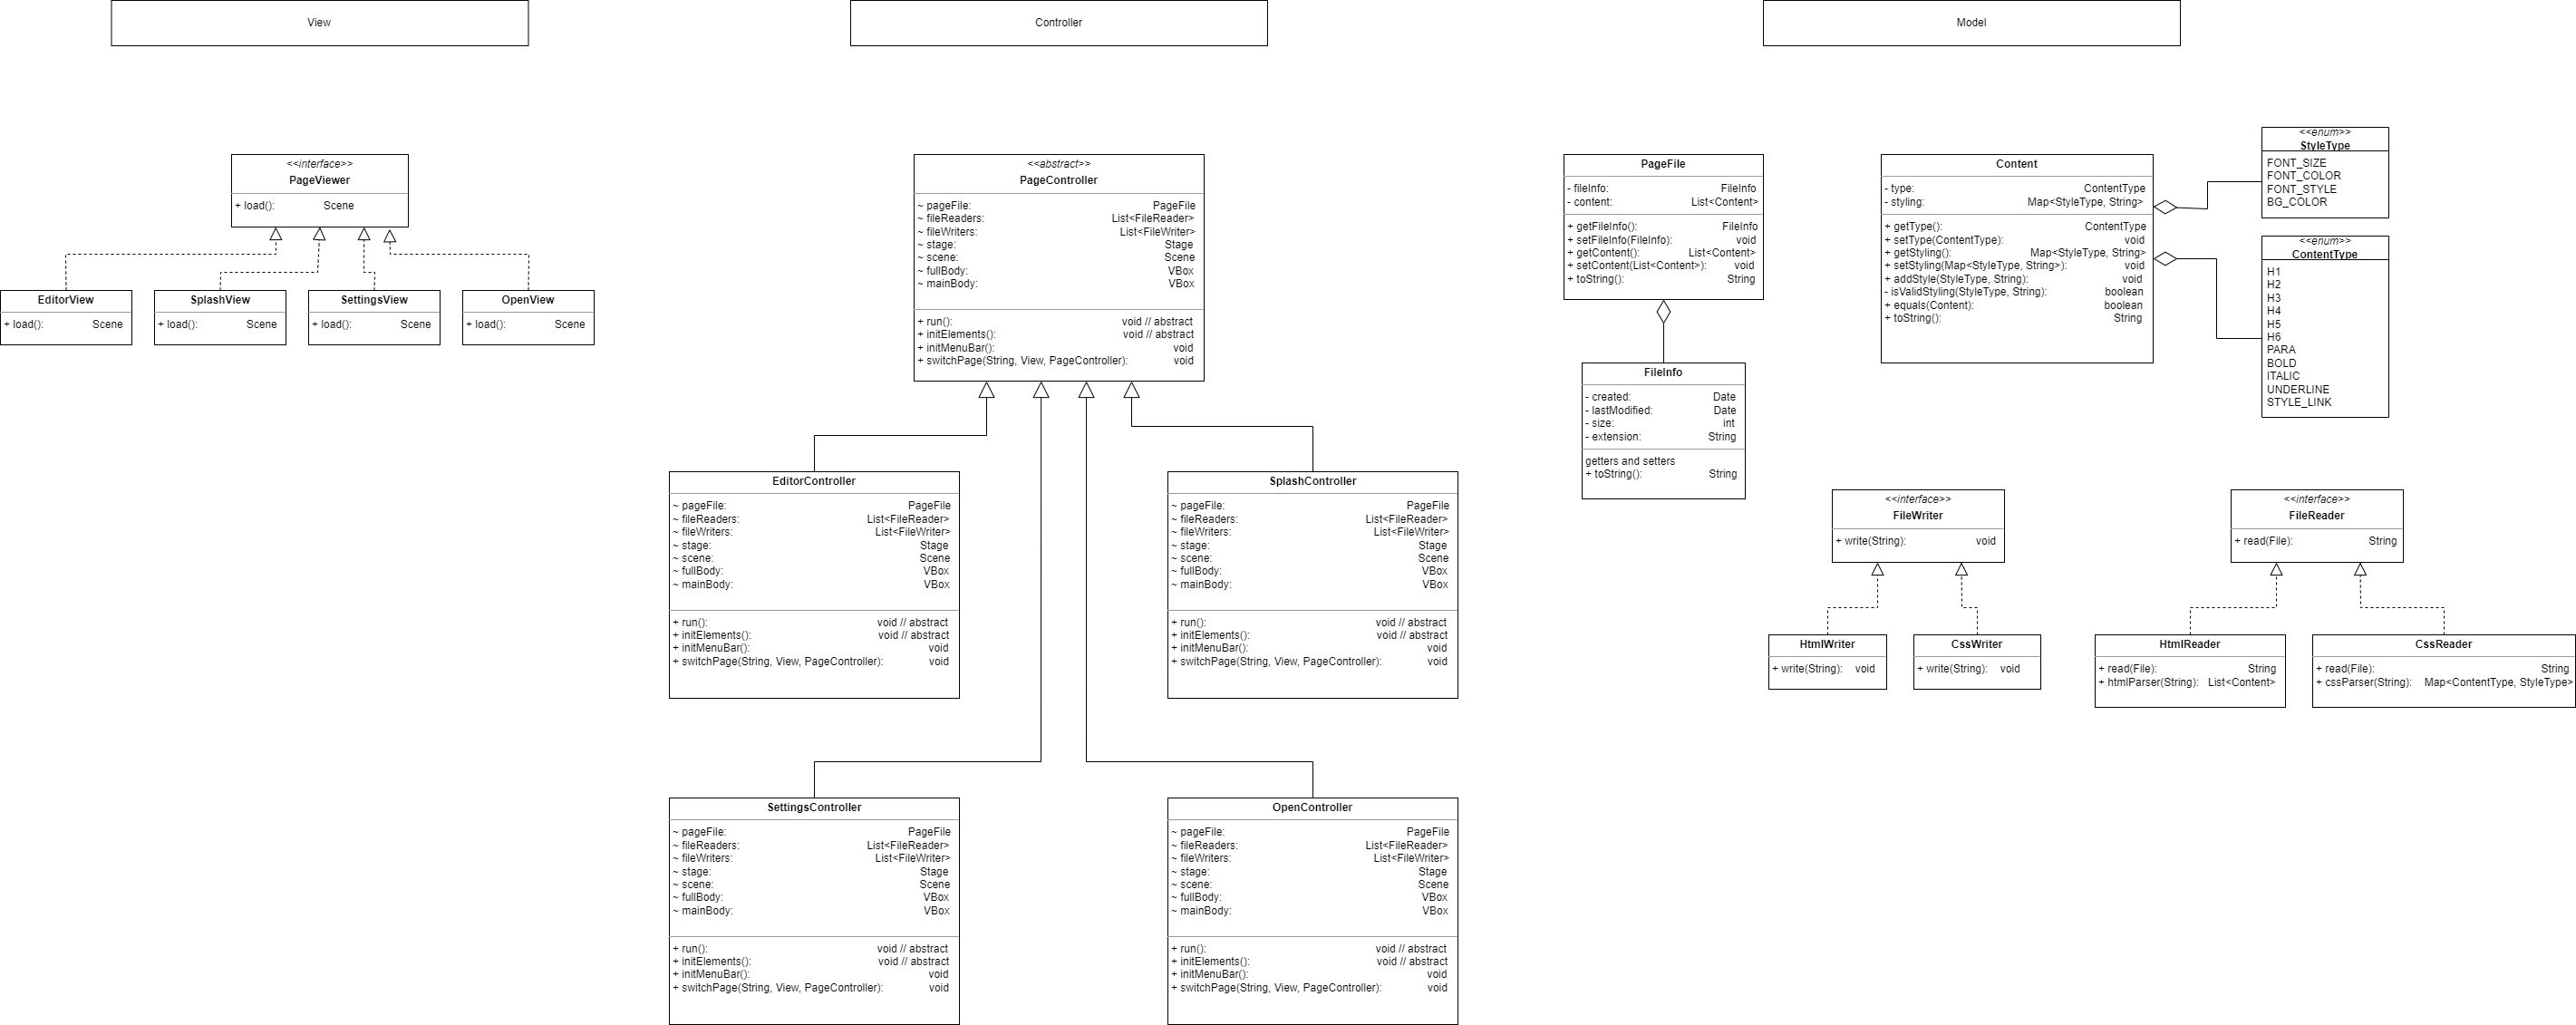 View
Controller
Model
<<interface>>
PageViewer
+ load(): Scene
EditorView
+ load(): Scene
SplashView
+ load(): Scene
SettingsView
+ load(): Scene
OpenView
+ load(): Scene
<<abstract>>
PageController
~ pageFile: PageFile
~ fileReaders: List<FileReader>
~ fileWriters: List<FileWriter>
~ stage: Stage
~ scene: Scene
~ fullBody: VBox
~ mainBody: VBox
+ run(): void // abstract
+ initElements(): void // abstract
+ initMenuBar(): void
+ switchPage(String, View, PageController): void
EditorController
~ pageFile: PageFile
~ fileReaders: List<FileReader>
~ fileWriters: List<FileWriter>
~ stage: Stage
~ scene: Scene
~ fullBody: VBox
~ mainBody: VBox
+ run(): void // abstract
+ initElements(): void // abstract
+ initMenuBar(): void
+ switchPage(String, View, PageController): void
SplashController
~ pageFile: PageFile
~ fileReaders: List<FileReader>
~ fileWriters: List<FileWriter>
~ stage: Stage
~ scene: Scene
~ fullBody: VBox
~ mainBody: VBox
+ run(): void // abstract
+ initElements(): void // abstract
+ initMenuBar(): void
+ switchPage(String, View, PageController): void
SettingsController
~ pageFile: PageFile
~ fileReaders: List<FileReader>
~ fileWriters: List<FileWriter>
~ stage: Stage
~ scene: Scene
~ fullBody: VBox
~ mainBody: VBox
+ run(): void // abstract
+ initElements(): void // abstract
+ initMenuBar(): void
+ switchPage(String, View, PageController): void
OpenController
~ pageFile: PageFile
~ fileReaders: List<FileReader>
~ fileWriters: List<FileWriter>
~ stage: Stage
~ scene: Scene
~ fullBody: VBox
~ mainBody: VBox
+ run(): void // abstract
+ initElements(): void // abstract
+ initMenuBar(): void
+ switchPage(String, View, PageController): void
PageFile
- fileInfo: FileInfo
- content: List<Content>
+ getFileInfo(): FileInfo
+ setFileInfo(FileInfo): void
+ getContent(): List<Content>
+ setContent(List<Content>): void
+ toString(): String
FileInfo
- created: Date
- lastModified: Date
- size: int
- extension: String
getters and setters
+ toString(): String
Content
- type: ContentType
- styling: Map<StyleType, String>
+ getType(): ContentType
+ setType(ContentType): void
+ getStyling(): Map<StyleType, String>
+ setStyling(Map<StyleType, String>): void
+ addStyle(StyleType, String): void
- isValidStyling(StyleType, String): boolean
+ equals(Content): boolean
+ toString(): String
<<enum>>
StyleType
FONT_SIZE
FONT_COLOR
FONT_STYLE
BG_COLOR
<<enum>>
ContentType
H1
H2
H3
H4
H5
H6
PARA
BOLD
ITALIC
UNDERLINE
STYLE_LINK
<<interface>>
FileWriter
+ write(String): void
HtmlWriter
+ write(String): void
CssWriter
+ write(String): void
<<interface>>
FileReader
+ read(File): String
HtmlReader
+ read(File): String
+ htmlParser(String): List<Content>
CssReader
+ read(File): String
+ cssParser(String): Map<ContentType, StyleType>